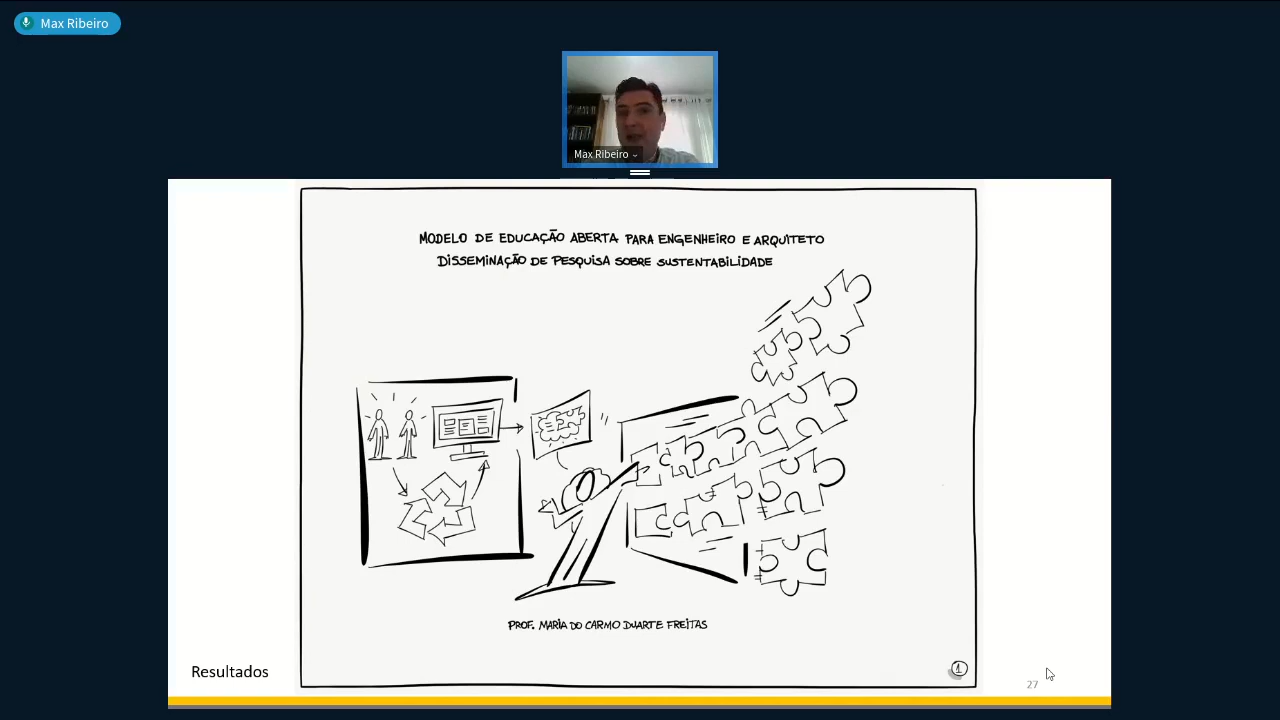 Max Ribeiro
Max Ribeiro
MODELO DE EDUCAÇÃO ABERTA PARA ENGENHEIRO E ARQUITETO
DISSEMINAÇÃO DE PESQUISA SOBRE SUSTENTABILIDADE
PROF. MARIA DO CARMO DUARTE FREITAS
Resultados
1
27